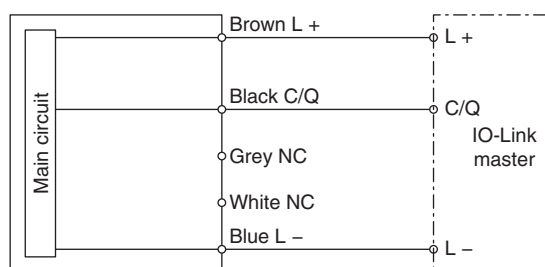 Brown L +
L +
Main circuit
Black C/Q
C/Q
IO-Link
master
Grey NC
White NC
Blue L –
L –